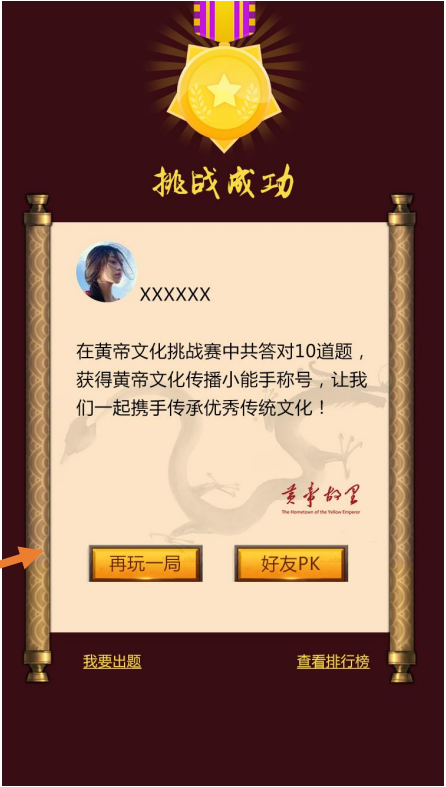 挑战成功
XXXXXX
在黄帝文化挑战赛中共答对10道题，
获得黄帝文化传播小能手称号，让我
们一起携手传承优秀传统文化！
黄帝故里
The Hometown of the Yellow Emperor
再玩一局 好友PK
我要出题 查看排行榜